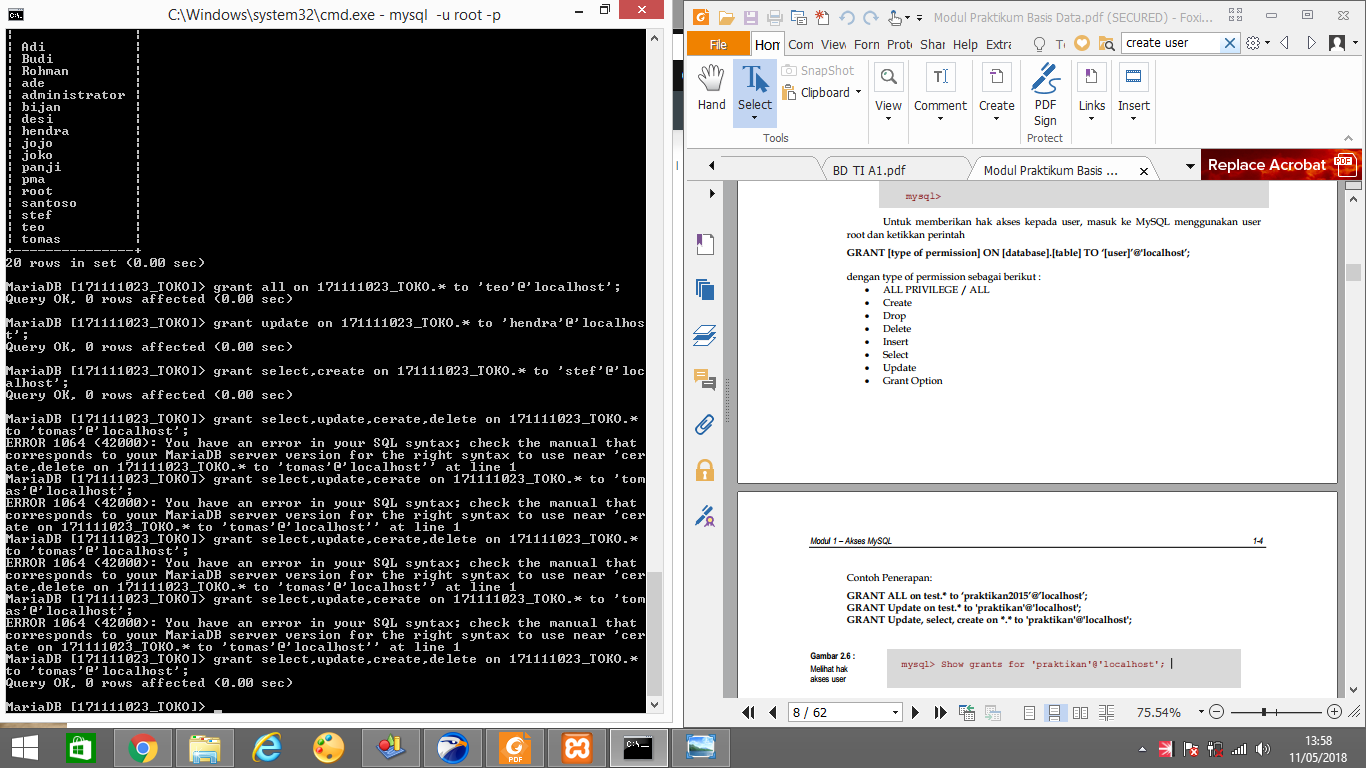 C:\Windows\system32\cmd.exe - mysql -u root -p
Adi
Budi
Rohman
ade
administrator
bijan
desi
hendra
jojo
joko
panji
pma
root
santoso
stef
teo
tomas
20 rows in set (0.00 sec)
MariaDB [171111023_TOKO]> grant all on 171111023_TOKO.* to 'teo'@'localhost';
Query OK, 0 rows affected (0.00 sec)
MariaDB [171111023_TOKO]> grant update on 171111023_TOKO.* to 'hendra'@'localhos
t';
Query OK, 0 rows affected (0.00 sec)
MariaDB [171111023_TOKO]> grant select,create on 171111023_TOKO.* to 'stef'@'loc
alhost';
Query OK, 0 rows affected (0.00 sec)
MariaDB [171111023_TOKO]> grant select,update,cerate,delete on 171111023_TOKO.*
to 'tomas'@'localhost';
ERROR 1064 (42000): You have an error in your SQL syntax; check the manual that
corresponds to your MariaDB server version for the right syntax to use near 'cer
ate,delete on 171111023_TOKO.* to 'tomas'@'localhost'' at line 1
MariaDB [171111023_TOKO]> grant select,update,cerate on 171111023_TOKO.* to 'tom
as'@'localhost';
ERROR 1064 (42000): You have an error in your SQL syntax; check the manual that
corresponds to your MariaDB server version for the right syntax to use near 'cer
ate on 171111023_TOKO.* to 'tomas'@'localhost'' at line 1
MariaDB [171111023_TOKO]> grant select,update,cerate,delete on 171111023_TOKO.*
to 'tomas'@'localhost';
ERROR 1064 (42000): You have an error in your SQL syntax; check the manual that
corresponds to your MariaDB server version for the right syntax to use near 'cer
ate,delete on 171111023_TOKO.* to 'tomas'@'localhost'' at line 1
MariaDB [171111023_TOKO]> grant select,update,cerate on 171111023_TOKO.* to 'tom
as'@'localhost';
ERROR 1064 (42000): You have an error in your SQL syntax; check the manual that
corresponds to your MariaDB server version for the right syntax to use near 'cer
ate on 171111023_TOKO.* to 'tomas'@'localhost'' at line 1
MariaDB [171111023_TOKO]> grant select,update,create,delete on 171111023_TOKO.*
to 'tomas'@'localhost';
Query OK, 0 rows affected (0.00 sec)
MariaDB [171111023_TOKO]> _
Modul Praktikum Basis Data.pdf (SECURED) - Foxi
File Hom Com View Forn Prote Shar Help Extra create user
Hand
Select
SnapShot
Clipboard
Tools
View
Comment
Create
PDF
Sign
Protect
Links
Insert
BD TI A1.pdf
Modul Praktikum Basis ...
Replace Acrobat PDF
mysql>
Untuk memberikan hak akses kepada user, masuk ke MySQL menggunakan user
root dan ketikkan perintah
GRANT [type of permission] ON [database].[table] TO '[user]'@'localhost';
dengan type of permission sebagai berikut :
• ALL PRIVILEGE / ALL
• Create
• Drop
• Delete
• Insert
• Select
• Update
• Grant Option
Modul 1 – Akses MySQL 1-4
Contoh Penerapan:
GRANT ALL on test.* to 'praktikan2015'@'localhost';
GRANT Update on test.* to 'praktikan'@'localhost';
GRANT Update, select, create on *.* to 'praktikan'@'localhost';
Gambar 2.6 :
Melihat hak
akses user
mysql> Show grants for 'praktikan'@'localhost';
8 / 62
75.54%
PDF
13:58
11/05/2018